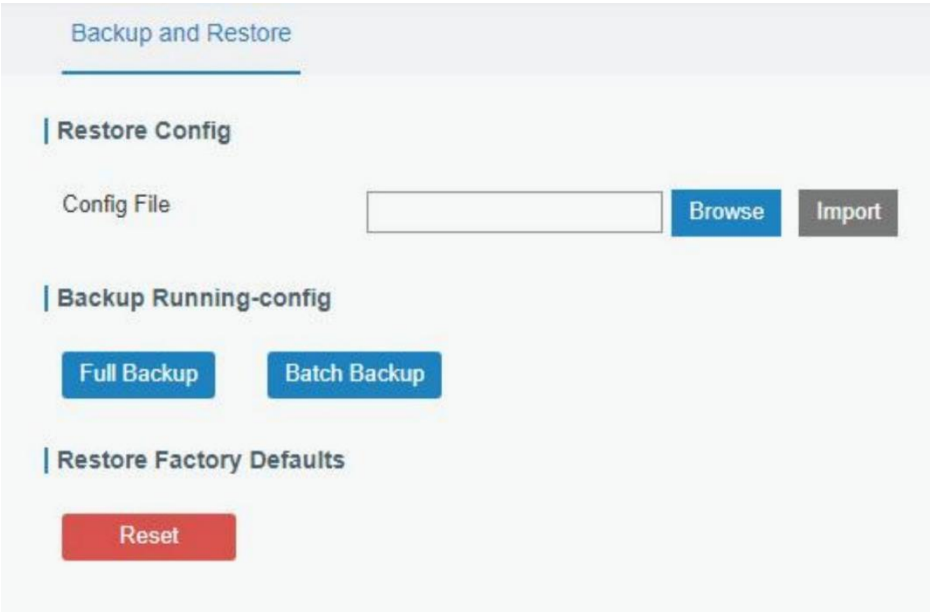 Backup and Restore
Restore Config
Config File
Browse
Import
Backup Running-config
Full Backup
Batch Backup
Restore Factory Defaults
Reset